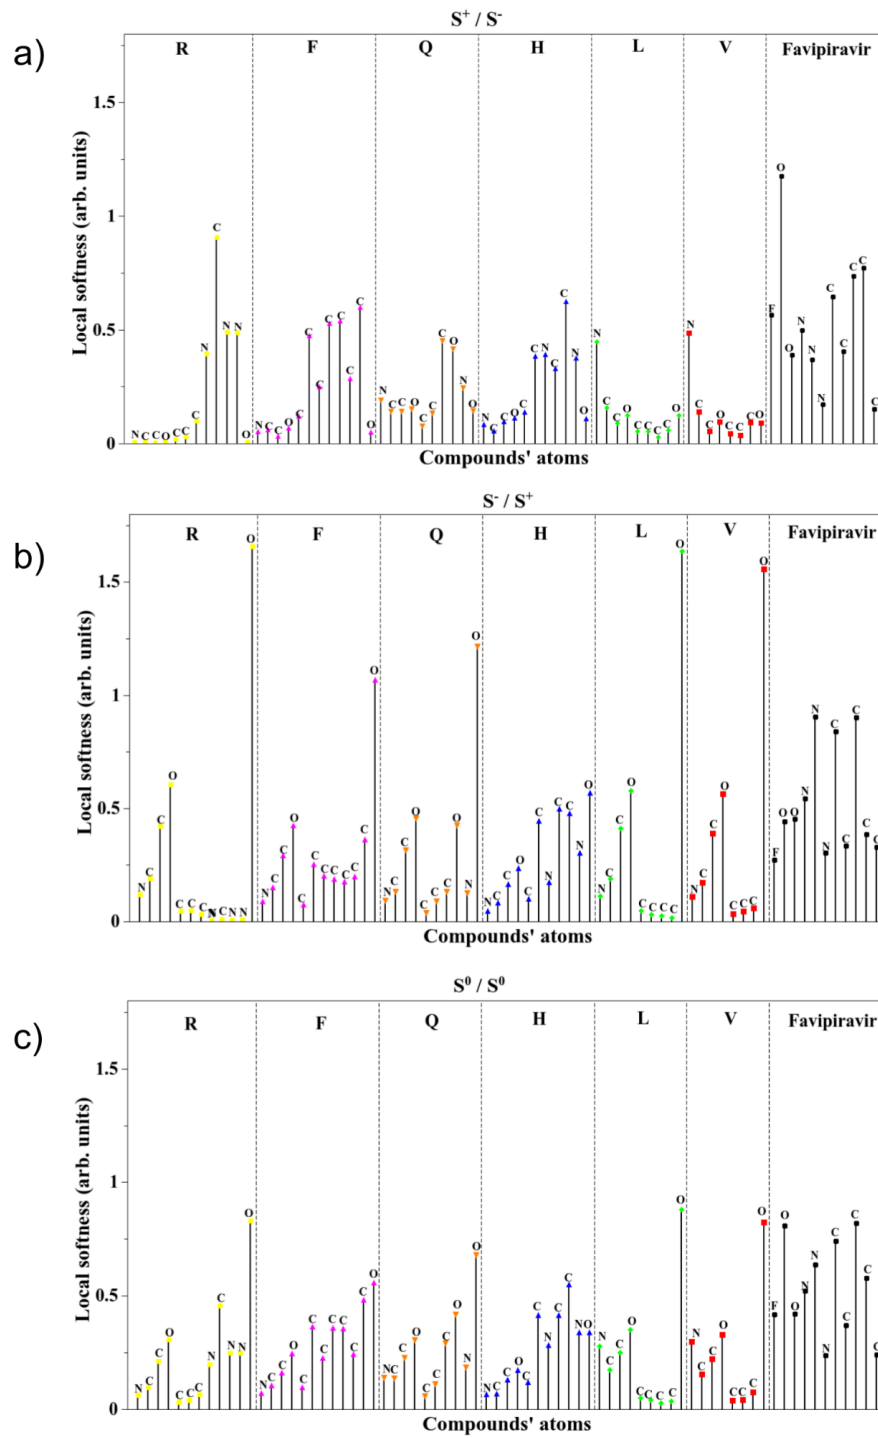 S⁺ / S⁻
a)
R F Q H L V Favipiravir
1.5
1
0.5
0
Local softness (arb. units)
N C C O C C C N C N N O
N C C O C C C C C C C O
N C C O C C C O N O
N C C O C C N C C N O
N C C O C C C C O
N C C O C C C O
F O O N N N C C C C C
Compounds' atoms
S⁻ / S⁺
b)
R F Q H L V Favipiravir
1.5
1
0.5
0
Local softness (arb. units)
N C C O C C C N C N N O
N C C O C C C C C C C O
N C C O C C C O N O
N C C O C C N C C N O
N C C O C C C C O
N C C O C C C O
F O O N N N C C C C C
Compounds' atoms
S⁰ / S⁰
c)
R F Q H L V Favipiravir
1.5
1
0.5
0
Local softness (arb. units)
N C C O C C C N C N N O
N C C O C C C C C C C O
N C C O C C C O N O
N C C O C C N C C N O
N C C O C C C C O
N C C O C C C O
F O O N N N C C C C C
Compounds' atoms